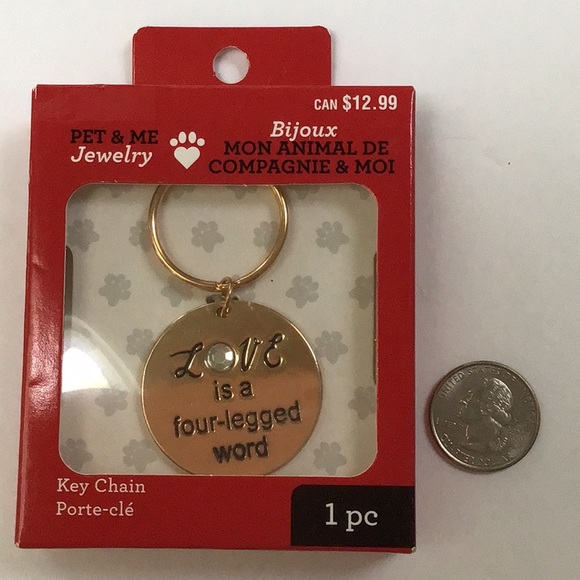 CAN $12.99
PET & ME
Jewelry
Bijoux
MON ANIMAL DE
COMPAGNIE & MOI
LOVE
is a
four-legged
word
Key Chain
Porte-clé
1 pc